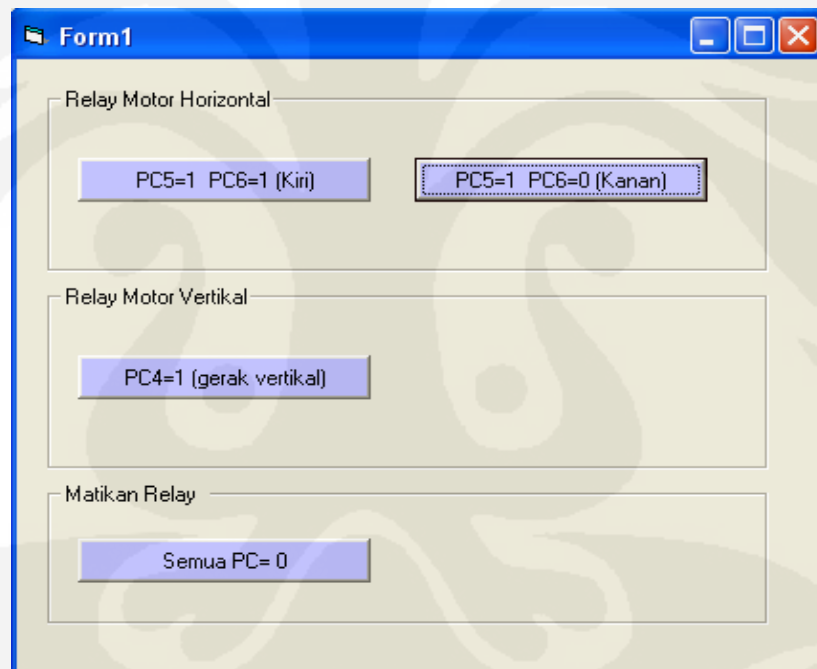 Form1
Relay Motor Horizontal
PC5=1 PC6=1 (Kiri)
PC5=1 PC6=0 (Kanan)
Relay Motor Vertikal
PC4=1 (gerak vertikal)
Matikan Relay
Semua PC= 0